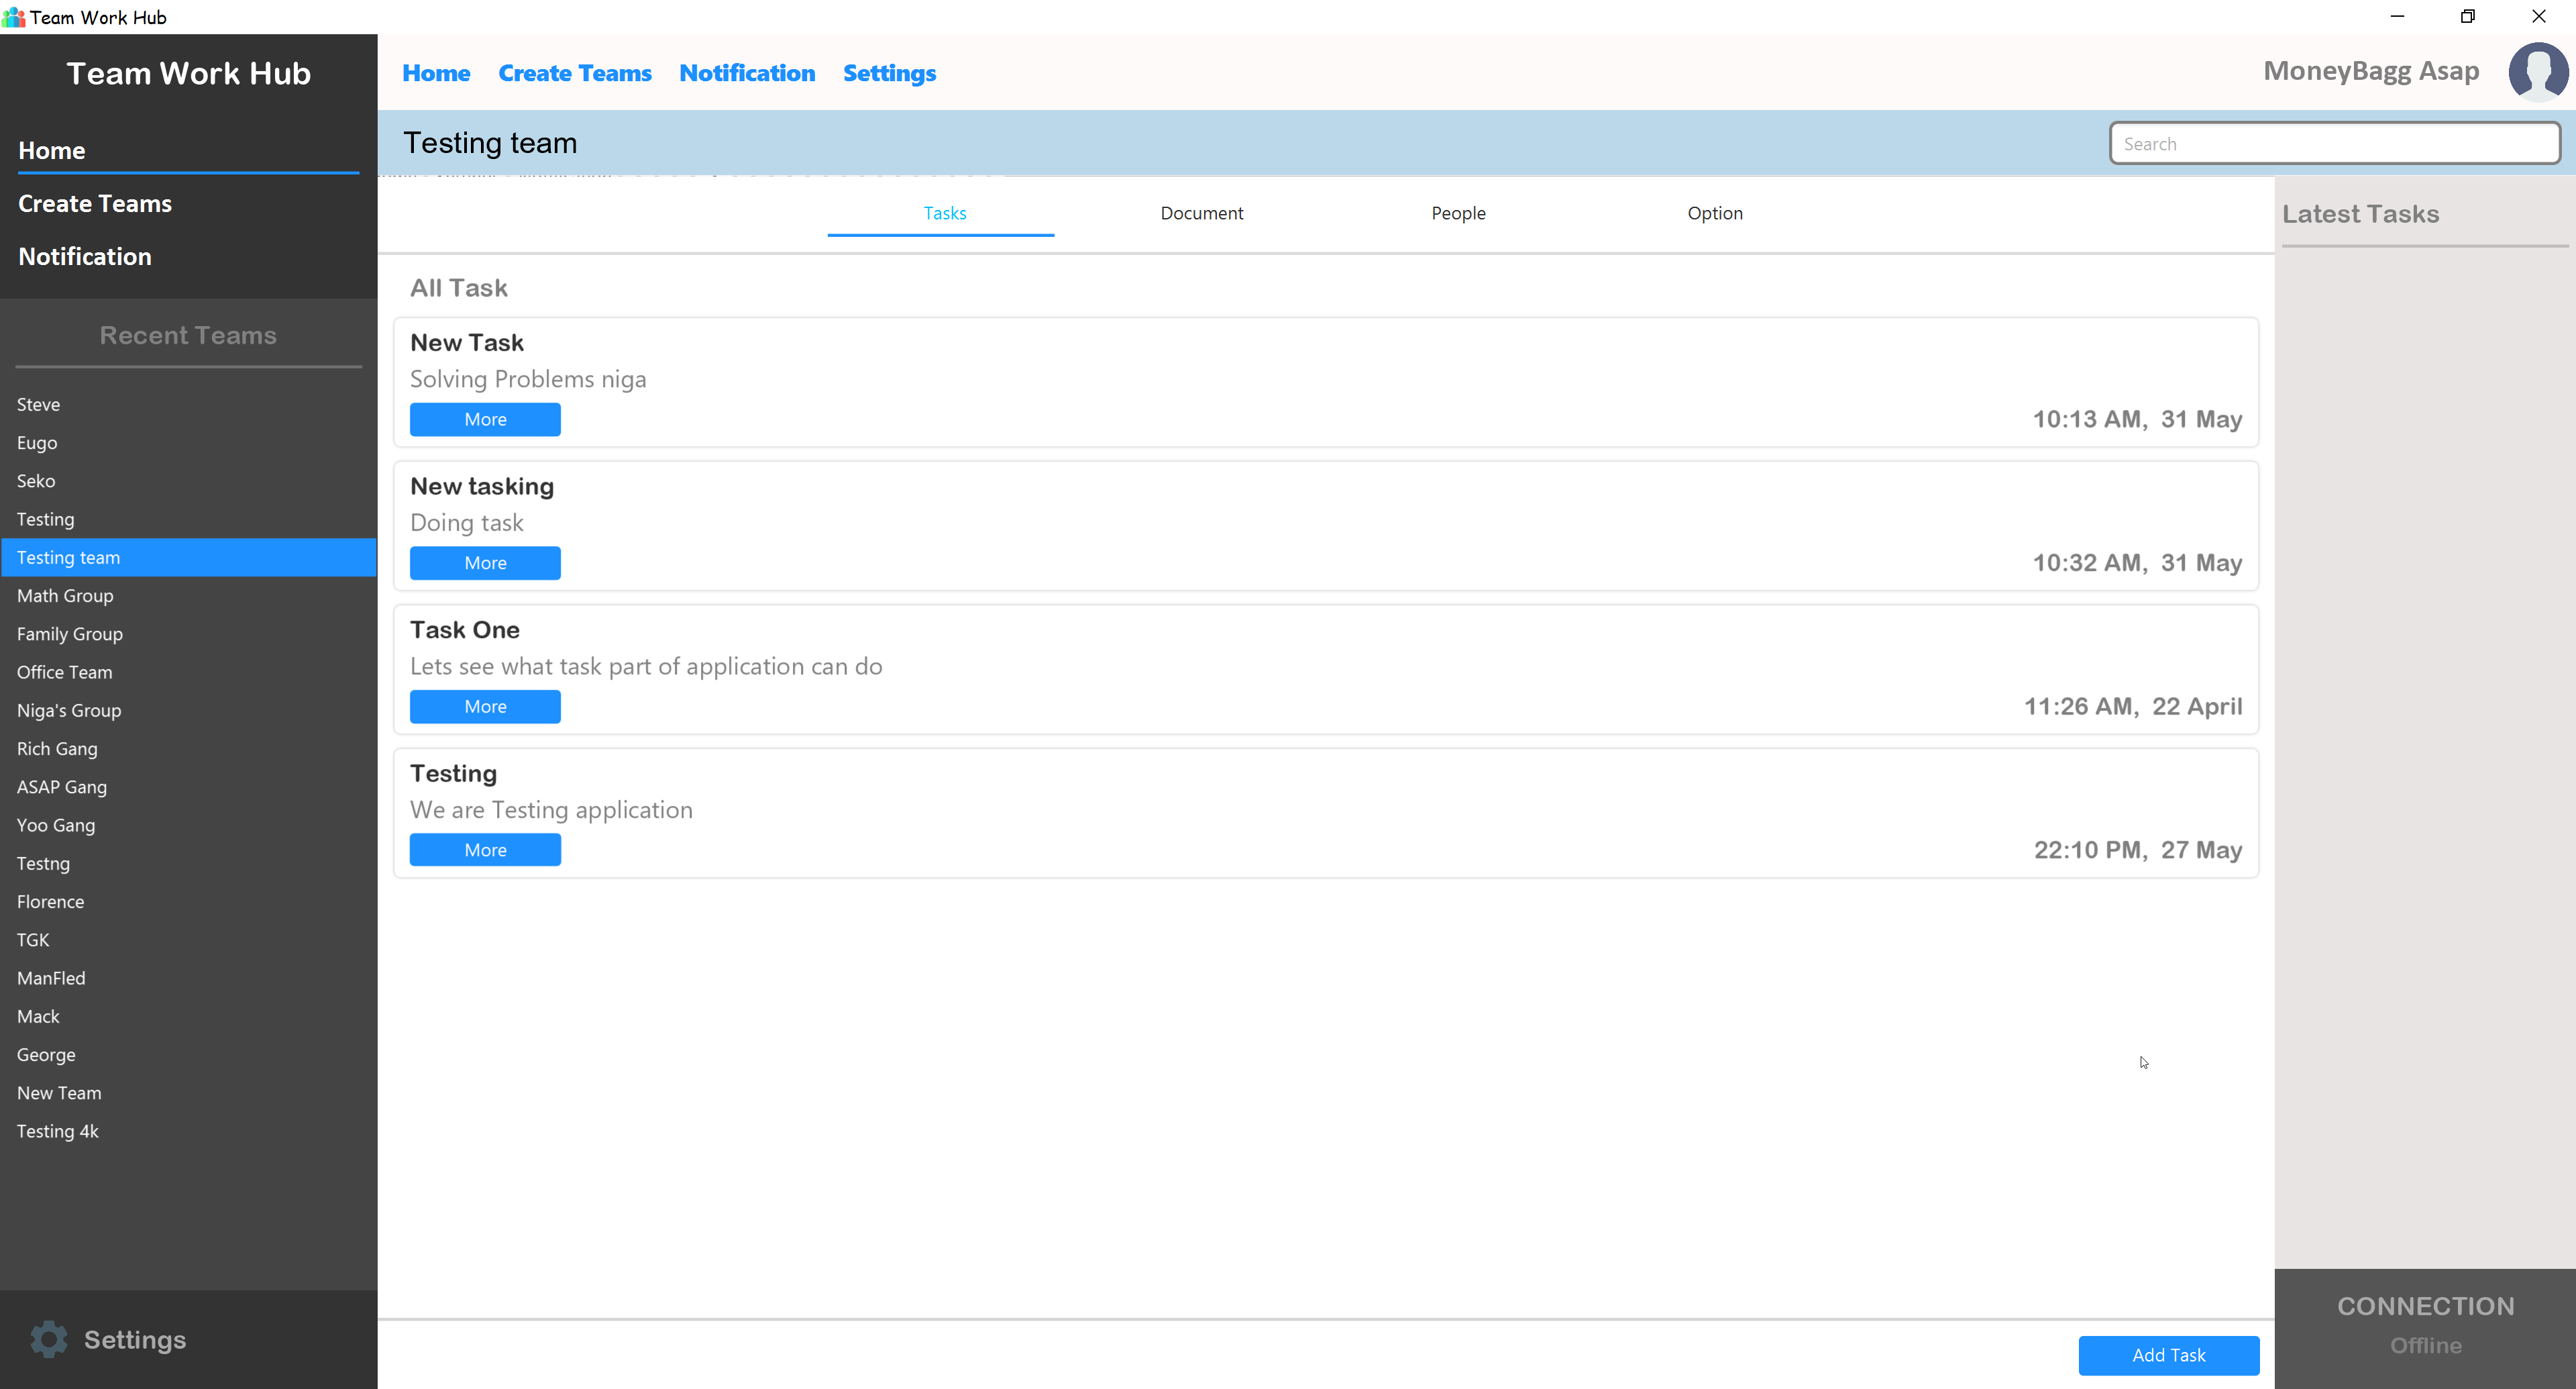 Team Work Hub
Team Work Hub
Home
Create Teams
Notification
Recent Teams
Steve
Eugo
Seko
Testing
Testing team
Math Group
Family Group
Office Team
Niga's Group
Rich Gang
ASAP Gang
Yoo Gang
Testng
Florence
TGK
ManFled
Mack
George
New Team
Testing 4k
Settings
Home Create Teams Notification Settings
MoneyBagg Asap
Testing team
Search
Tasks Document People Option
All Task
New Task
Solving Problems niga
More
10:13 AM, 31 May
New tasking
Doing task
More
10:32 AM, 31 May
Task One
Lets see what task part of application can do
More
11:26 AM, 22 April
Testing
We are Testing application
More
22:10 PM, 27 May
Add Task
Latest Tasks
CONNECTION
Offline